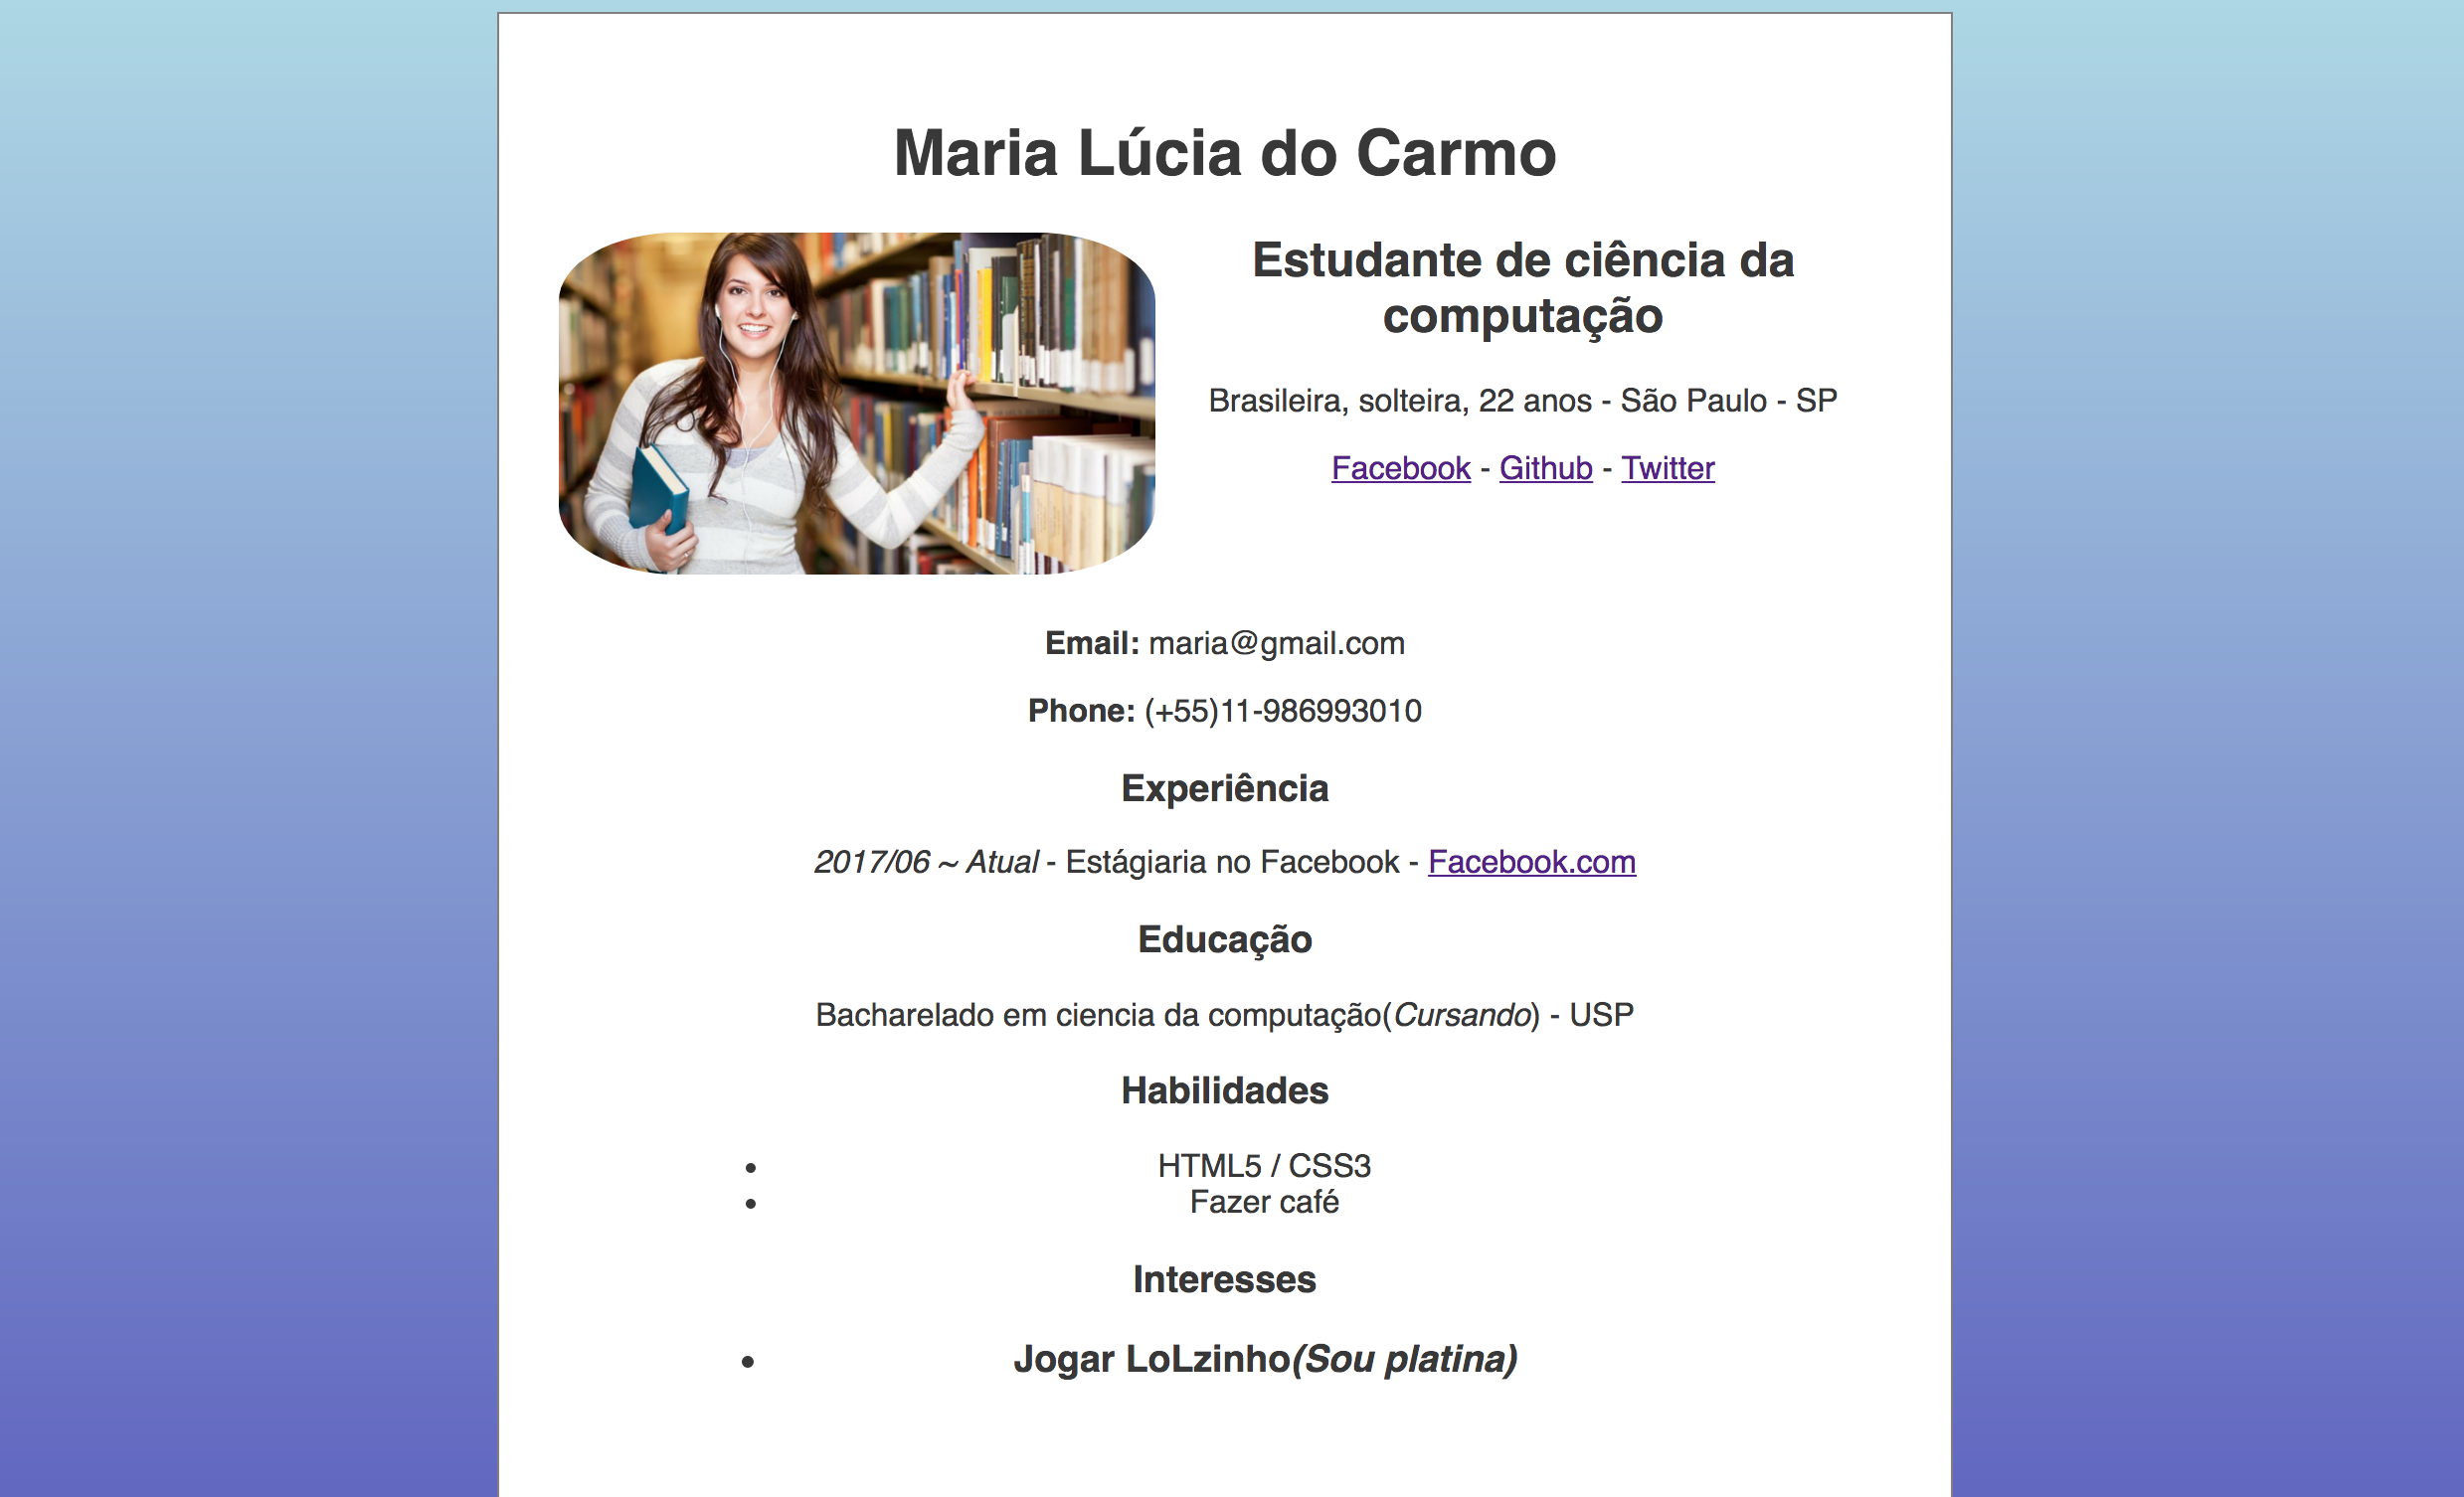 Maria Lúcia do Carmo
Estudante de ciência da
computação
Brasileira, solteira, 22 anos - São Paulo - SP
Facebook - Github - Twitter
Email: maria@gmail.com
Phone: (+55)11-986993010
Experiência
2017/06 ~ Atual - Estágiaria no Facebook - Facebook.com
Educação
Bacharelado em ciencia da computação(Cursando) - USP
Habilidades
• HTML5 / CSS3
• Fazer café
Interesses
• Jogar LoLzinho(Sou platina)